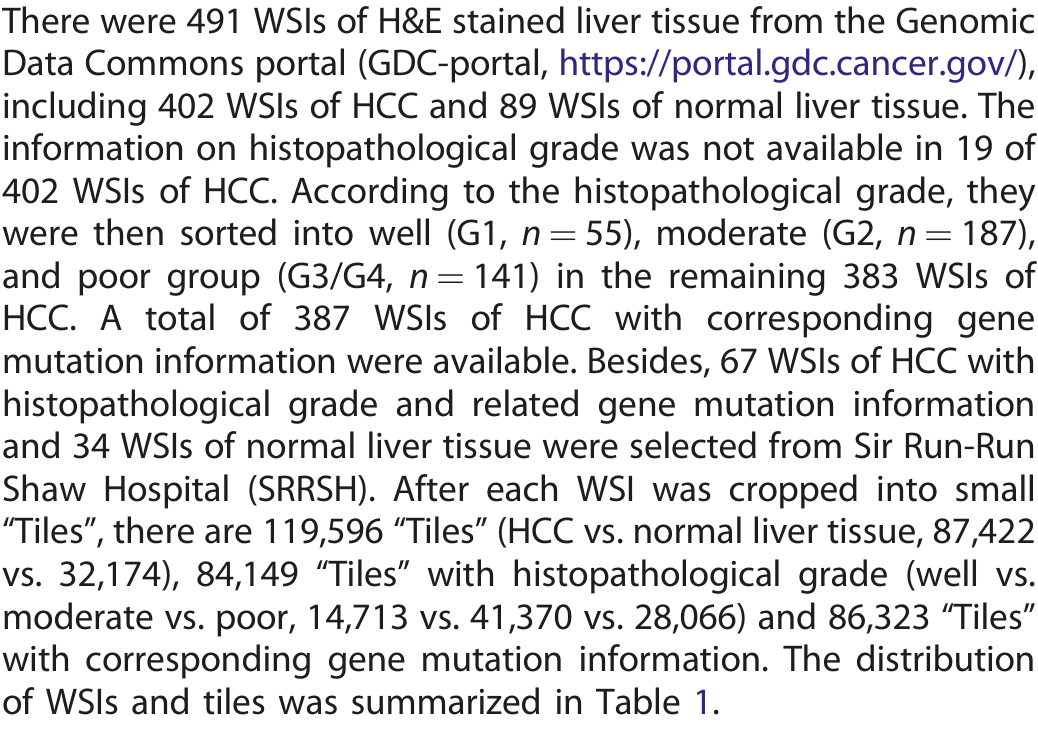 There were 491 WSIs of H&E stained liver tissue from the Genomic
Data Commons portal (GDC-portal, https://portal.gdc.cancer.gov/),
including 402 WSIs of HCC and 89 WSIs of normal liver tissue. The
information on histopathological grade was not available in 19 of
402 WSIs of HCC. According to the histopathological grade, they
were then sorted into well (G1, n = 55), moderate (G2, n = 187),
and poor group (G3/G4, n = 141) in the remaining 383 WSIs of
HCC. A total of 387 WSIs of HCC with corresponding gene
mutation information were available. Besides, 67 WSIs of HCC with
histopathological grade and related gene mutation information
and 34 WSIs of normal liver tissue were selected from Sir Run-Run
Shaw Hospital (SRRSH). After each WSI was cropped into small
“Tiles”, there are 119,596 “Tiles” (HCC vs. normal liver tissue, 87,422
vs. 32,174), 84,149 “Tiles” with histopathological grade (well vs.
moderate vs. poor, 14,713 vs. 41,370 vs. 28,066) and 86,323 “Tiles”
with corresponding gene mutation information. The distribution
of WSIs and tiles was summarized in Table 1.